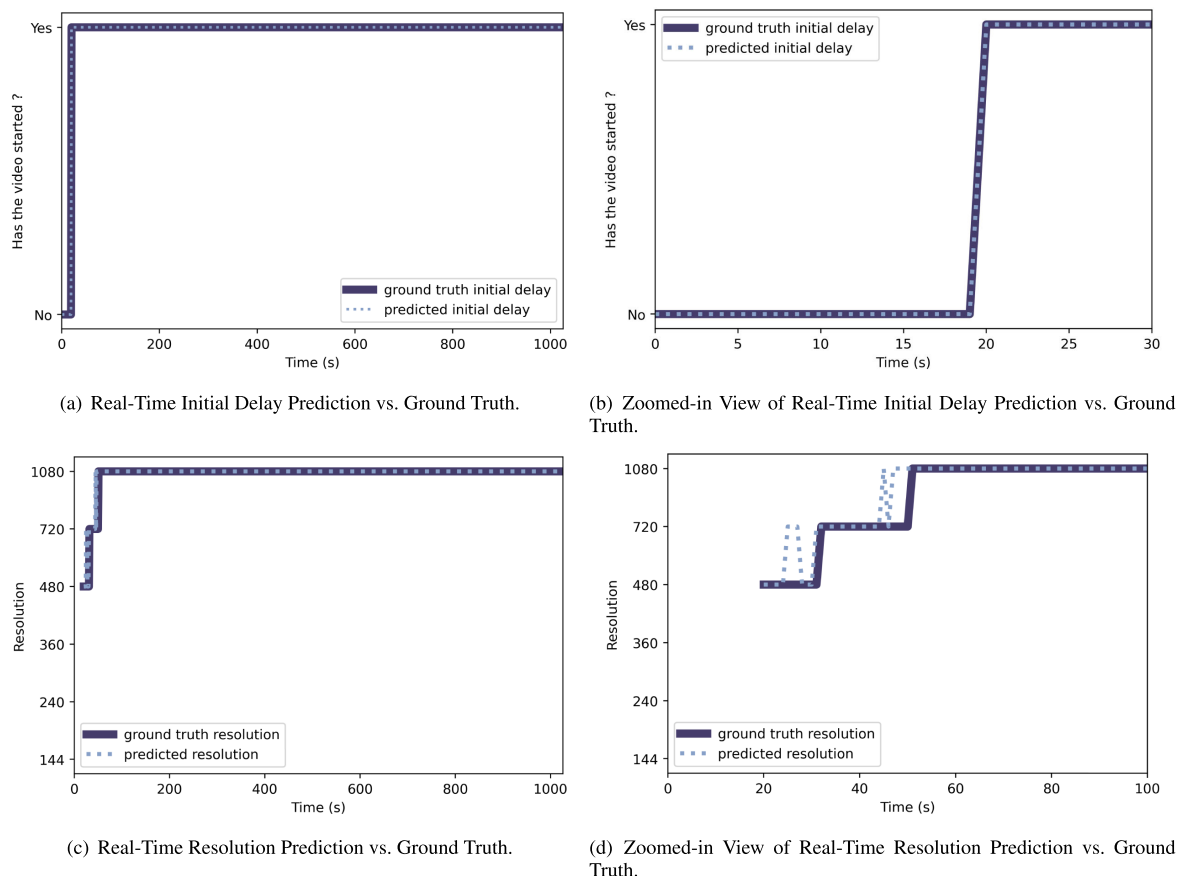 Yes
No
Has the video started ?
ground truth initial delay
predicted initial delay
0 200 400 600 800 1000
Time (s)
(a) Real-Time Initial Delay Prediction vs. Ground Truth.
Yes
No
Has the video started ?
ground truth initial delay
predicted initial delay
0 5 10 15 20 25 30
Time (s)
(b) Zoomed-in View of Real-Time Initial Delay Prediction vs. Ground
Truth.
1080
720
480
360
240
144
Resolution
ground truth resolution
predicted resolution
0 200 400 600 800 1000
Time (s)
(c) Real-Time Resolution Prediction vs. Ground Truth.
1080
720
480
360
240
144
Resolution
ground truth resolution
predicted resolution
0 20 40 60 80 100
Time (s)
(d) Zoomed-in View of Real-Time Resolution Prediction vs. Ground
Truth.